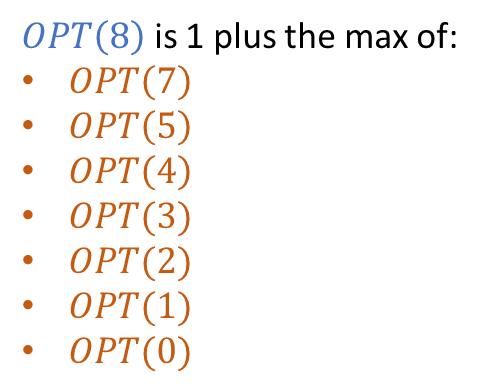 OPT(8) is 1 plus the max of:
• OPT(7)
• OPT(5)
• OPT(4)
• OPT(3)
• OPT(2)
• OPT(1)
• OPT(0)